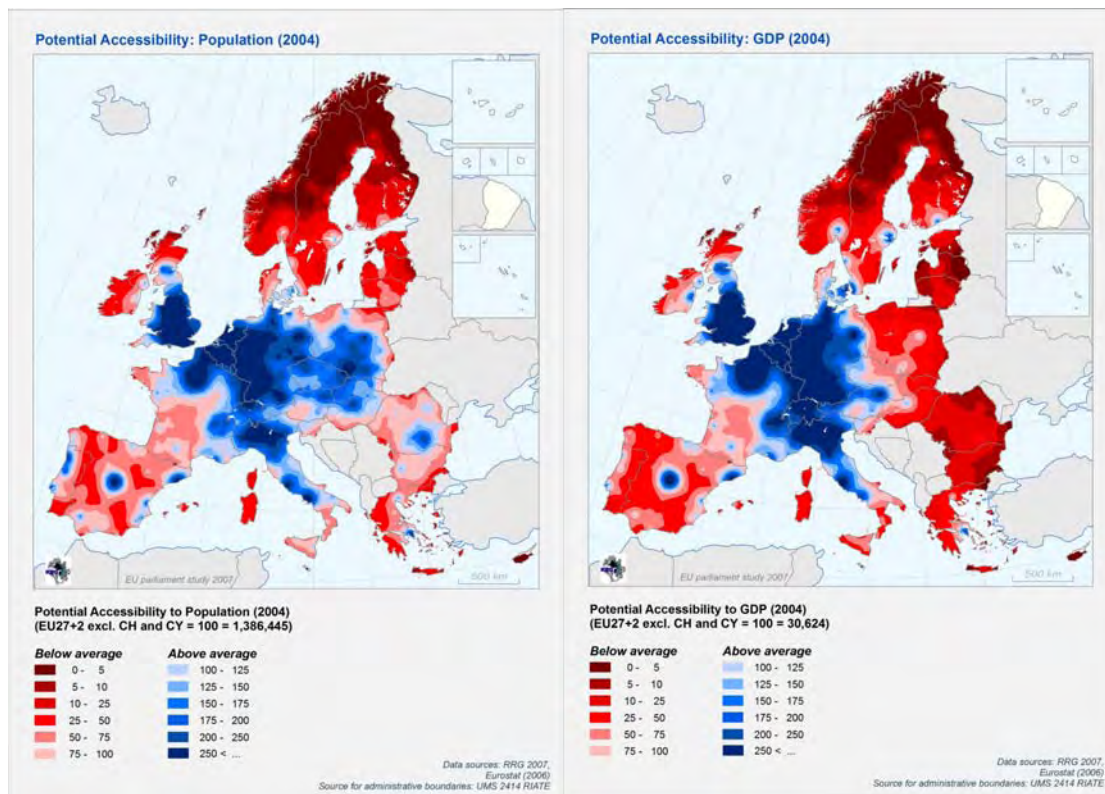 Potential Accessibility: Population (2004)
EU parliament study 2007
500 km
Potential Accessibility to Population (2004)
(EU27+2 excl. CH and CY = 100 = 1,386,445)
Below average
0 - 5
5 - 10
10 - 25
25 - 50
50 - 75
75 - 100
Above average
100 - 125
125 - 150
150 - 175
175 - 200
200 - 250
250 < ...
Data sources: RRG 2007,
Eurostat (2006)
Source for administrative boundaries: UMS 2414 RIATE
Potential Accessibility: GDP (2004)
EU parliament study 2007
500 km
Potential Accessibility to GDP (2004)
(EU27+2 excl. CH and CY = 100 = 30,624)
Below average
0 - 5
5 - 10
10 - 25
25 - 50
50 - 75
75 - 100
Above average
100 - 125
125 - 150
150 - 175
175 - 200
200 - 250
250 < ...
Data sources: RRG 2007,
Eurostat (2006)
Source for administrative boundaries: UMS 2414 RIATE